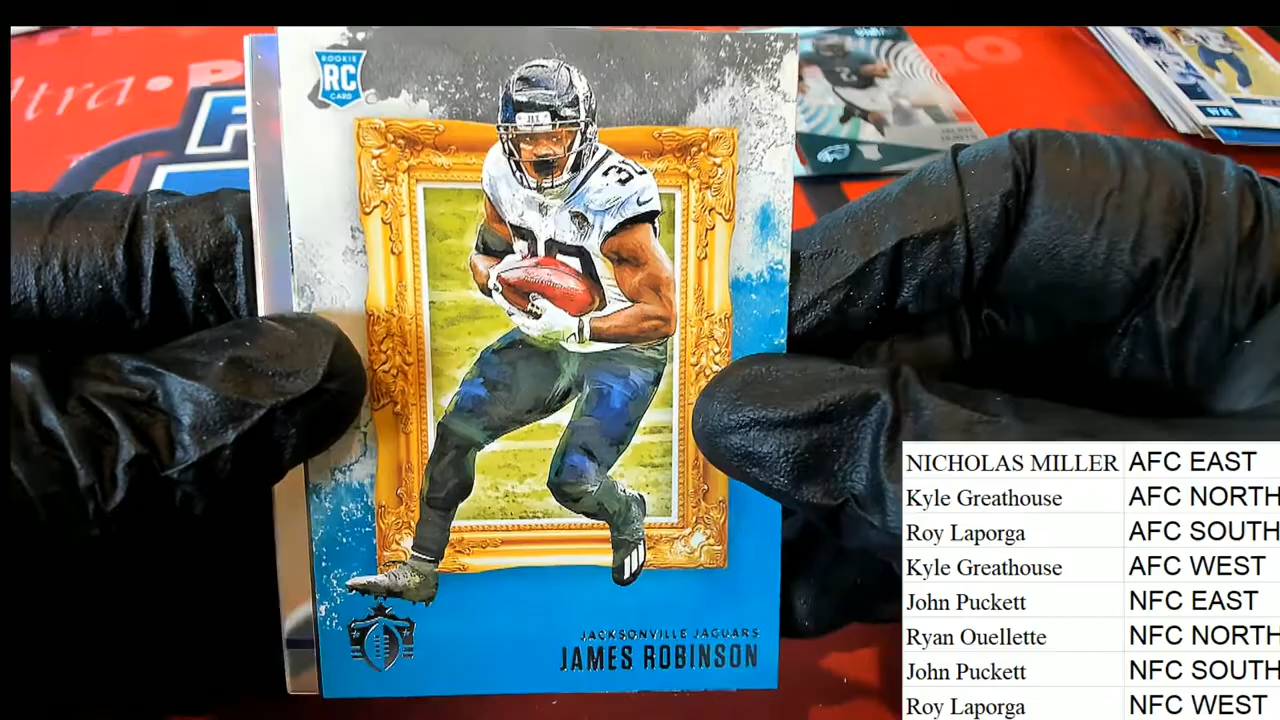 ROOKIE
RC
CARD
30
JACKSONVILLE JAGUARS
JAMES ROBINSON
NICHOLAS MILLER AFC EAST
Kyle Greathouse AFC NORTH
Roy Laporga AFC SOUTH
Kyle Greathouse AFC WEST
John Puckett NFC EAST
Ryan Ouellette NFC NORTH
John Puckett NFC SOUTH
Roy Laporga NFC WEST